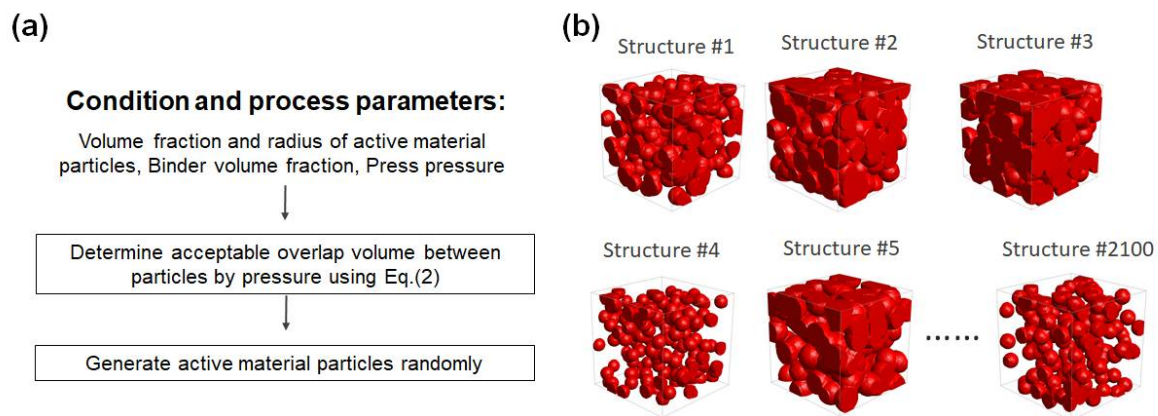 (a)
Condition and process parameters:
Volume fraction and radius of active material
particles, Binder volume fraction, Press pressure
Determine acceptable overlap volume between
particles by pressure using Eq.(2)
Generate active material particles randomly
(b)
Structure #1
Structure #2
Structure #3
Structure #4
Structure #5
Structure #2100
......